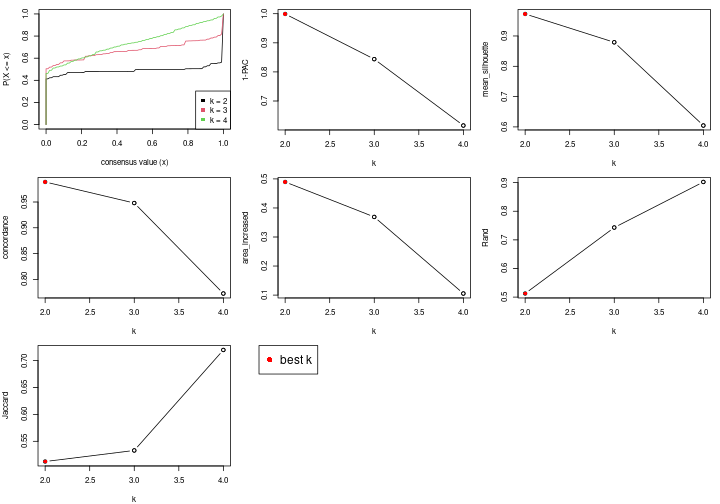 P(X <= x)
1.0
0.8
0.6
0.4
0.2
0.0
k = 2
k = 3
k = 4
0.0 0.2 0.4 0.6 0.8 1.0
consensus value (x)
1-PAC
1.0
0.9
0.8
0.7
2.0 2.5 3.0 3.5 4.0
k
mean_silhouette
0.9
0.8
0.7
0.6
2.0 2.5 3.0 3.5 4.0
k
concordance
0.95
0.90
0.85
0.80
2.0 2.5 3.0 3.5 4.0
k
area_increased
0.5
0.4
0.3
0.2
0.1
2.0 2.5 3.0 3.5 4.0
k
Rand
0.9
0.8
0.7
0.6
0.5
2.0 2.5 3.0 3.5 4.0
k
Jaccard
0.70
0.65
0.60
0.55
2.0 2.5 3.0 3.5 4.0
k
best k